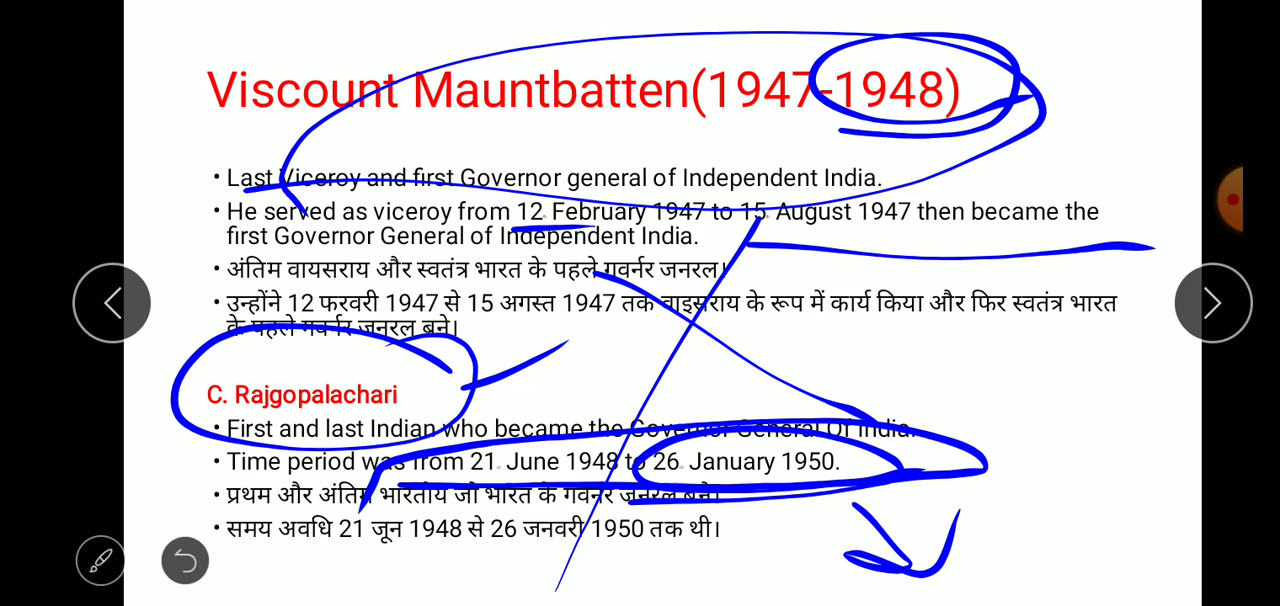 Viscount Mauntbatten(1947-1948)
• Last Viceroy and first Governor general of Independent India.
• He served as viceroy from 12 February 1947 to 15 August 1947 then became the
first Governor General of Independent India.
• अंतिम वायसराय और स्वतंत्र भारत के पहले गवर्नर जनरल।
• उन्होंने 12 फरवरी 1947 से 15 अगस्त 1947 तक वाइसराय के रूप में कार्य किया और फिर स्वतंत्र भारत
के पहले गवर्नर जनरल बने।
C. Rajgopalachari
• First and last Indian who became the Governor General Of India.
• Time period was from 21 June 1948 to 26 January 1950.
• प्रथम और अंतिम भारतीय जो भारत के गवर्नर जनरल बने।
• समय अवधि 21 जून 1948 से 26 जनवरी 1950 तक थी।